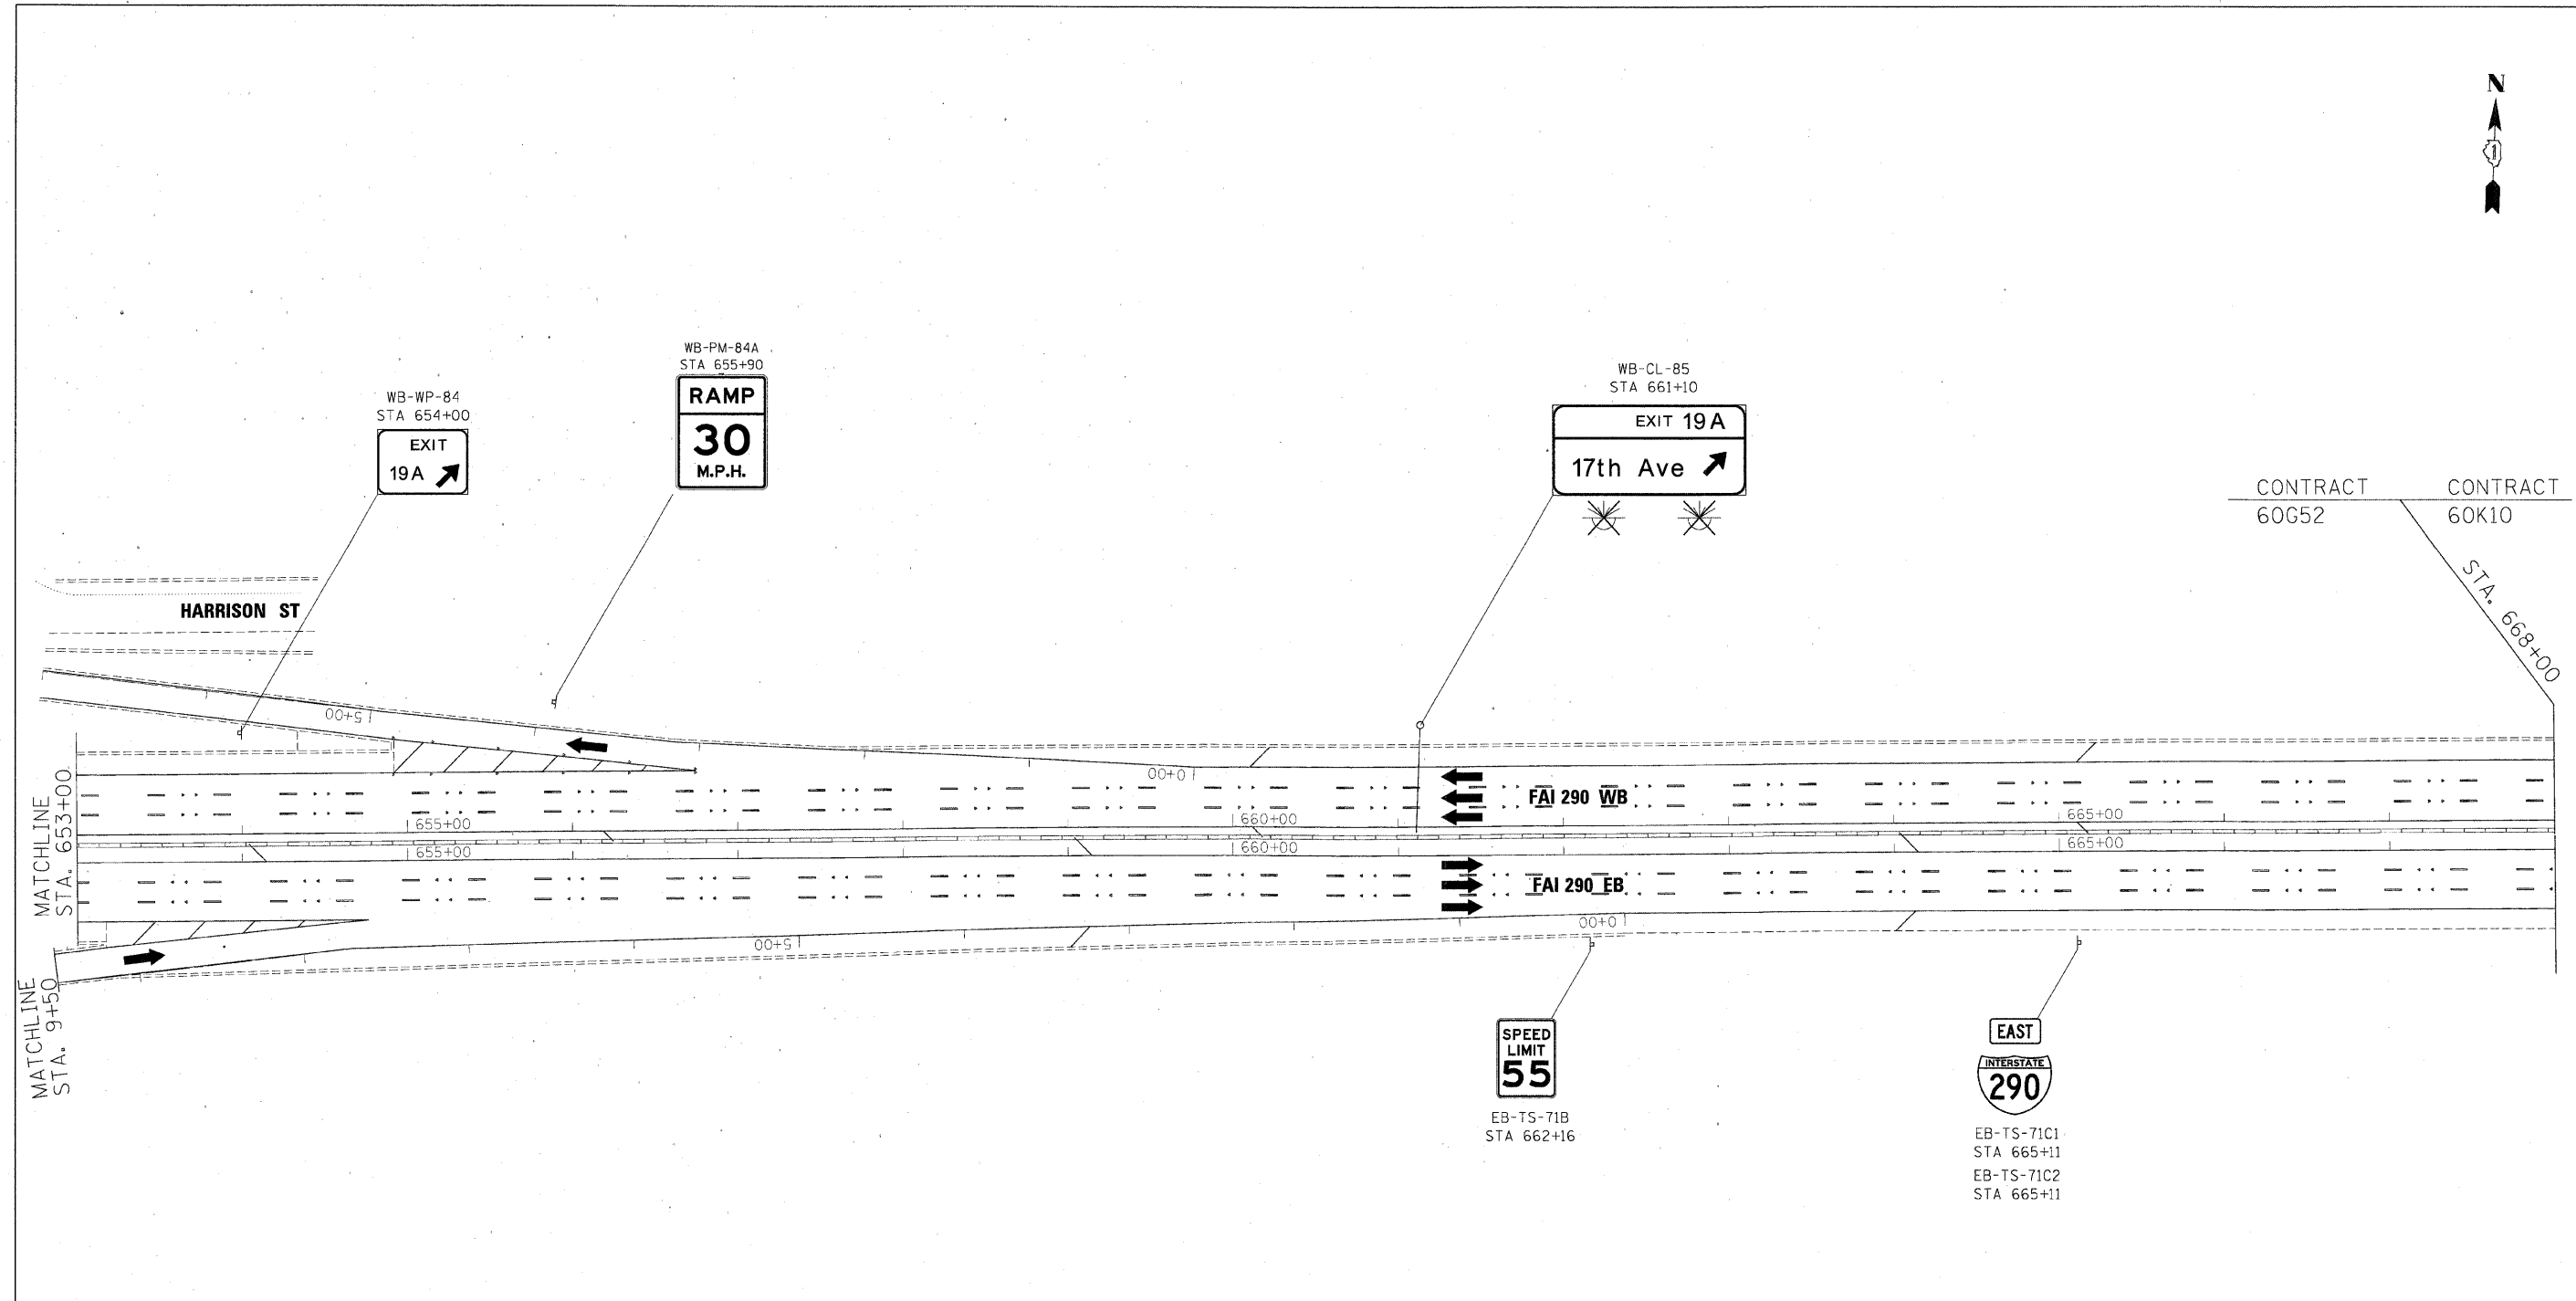 N
1
WB-PM-84A
STA 655+90
RAMP
30
M.P.H.
WB-WP-84
STA 654+00
EXIT
19A
WB-CL-85
STA 661+10
EXIT 19A
17th Ave
CONTRACT
60G52
CONTRACT
60K10
STA. 668+00
HARRISON ST
15+00
10+00
MATCHLINE
STA. 653+00
FAI 290 WB
655+00
660+00
665+00
655+00
660+00
665+00
FAI 290 EB
5+00
10+00
MATCHLINE
STA. 9+50
SPEED
LIMIT
55
EB-TS-71B
STA 662+16
EAST
INTERSTATE
290
EB-TS-71C1
STA 665+11
EB-TS-71C2
STA 665+11